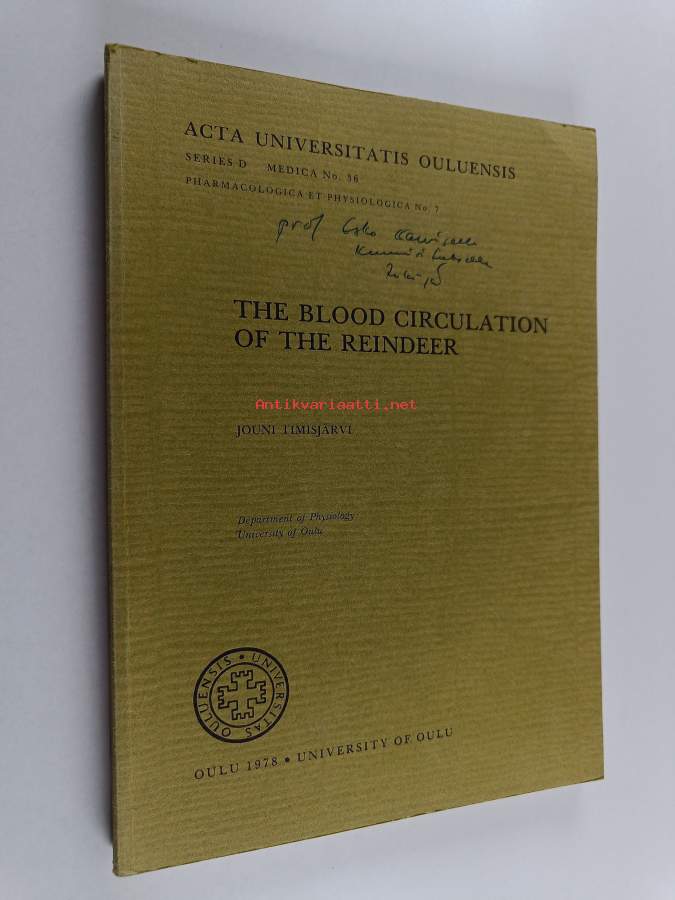 ACTA UNIVERSITATIS OULUENSIS
SERIES D MEDICA No. 36
PHARMACOLOGICA ET PHYSIOLOGICA No. 7
prof
THE BLOOD CIRCULATION
OF THE REINDEER
Antikvariaatti.net
JOUNI TIMISJÄRVI
Department of Physiology
University of Oulu
UNIVERSITAS OULUENSIS
OULU 1978 • UNIVERSITY OF OULU